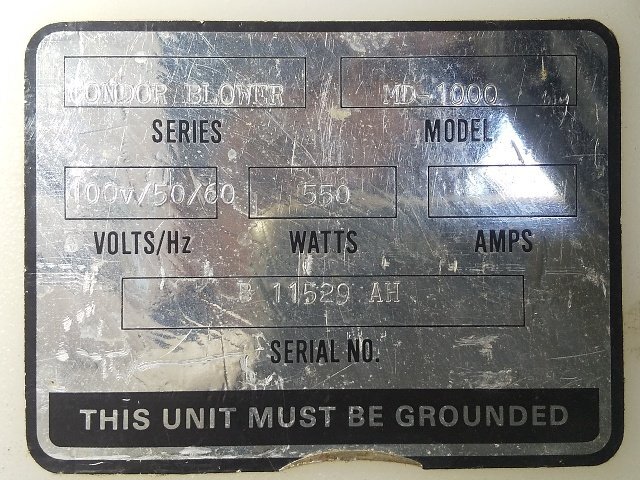 CONDOR BLOWER MD-1000
SERIES MODEL
100v/50/60 550
VOLTS/Hz WATTS AMPS
B 11529 AH
SERIAL NO.
THIS UNIT MUST BE GROUNDED